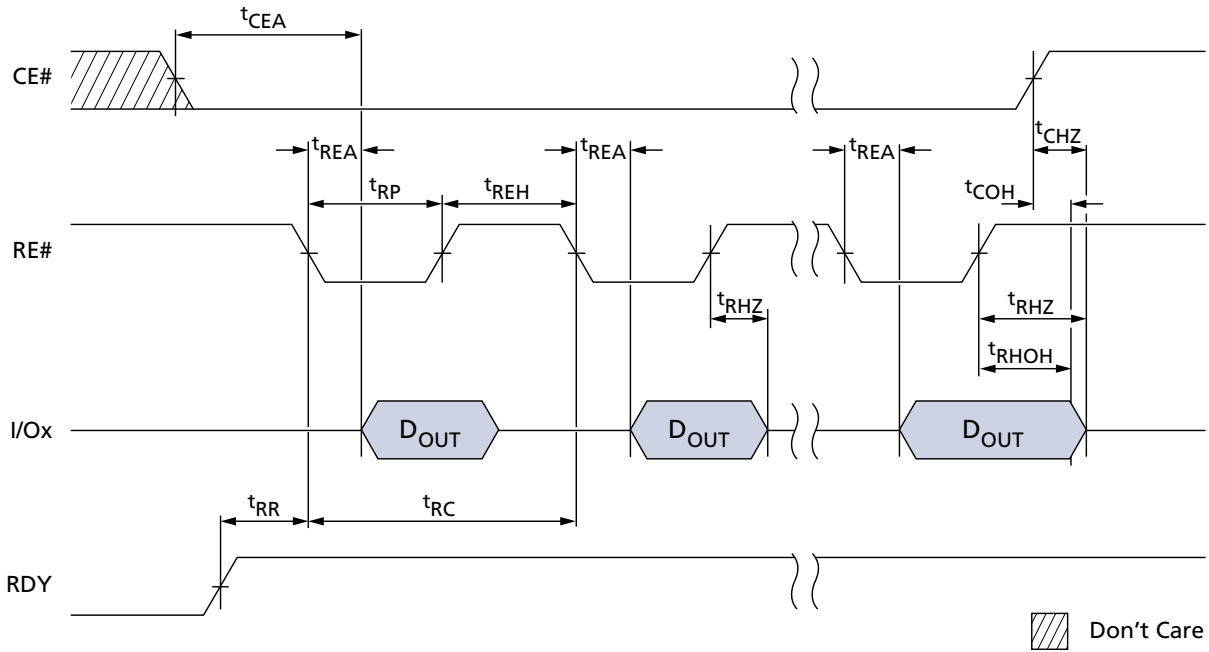 tCEA
CE#
tREA
tREA
tREA
tCHZ
tRP
tREH
tCOH
RE#
tRHZ
tRHZ
tRHOH
I/Ox
DOUT
DOUT
DOUT
tRR
tRC
RDY
Don't Care